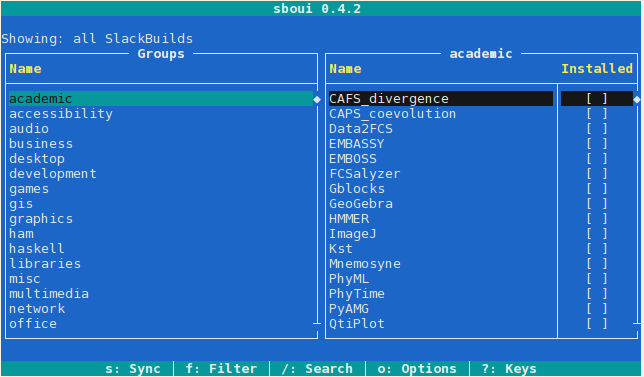 sboui 0.4.2
Showing: all SlackBuilds
Groups
Name
academic
accessibility
audio
business
desktop
development
games
gis
graphics
ham
haskell
libraries
misc
multimedia
network
office
academic
Name Installed
CAFS_divergence [ ]
CAPS_coevolution [ ]
Data2FCS [ ]
EMBASSY [ ]
EMBOSS [ ]
FCSalyzer [ ]
Gblocks [ ]
GeoGebra [ ]
HMMER [ ]
ImageJ [ ]
Kst [ ]
Mnemosyne [ ]
PhyML [ ]
PhyTime [ ]
PyAMG [ ]
QtiPlot [ ]
s: Sync | f: Filter | /: Search | o: Options | ?: Keys